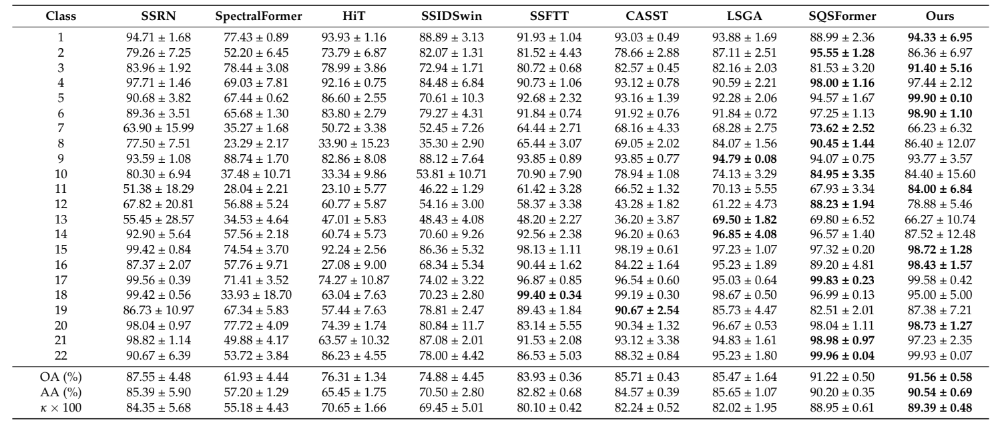 Class SSRN SpectralFormer HiT SSIDSwin SSFTT CASST LSGA SQSFormer Ours
1 94.71 ± 1.68 77.43 ± 0.89 93.93 ± 1.16 88.89 ± 3.13 91.93 ± 1.04 93.03 ± 0.49 93.88 ± 1.69 88.99 ± 2.36 94.33 ± 6.95
2 79.26 ± 7.25 52.20 ± 6.45 73.79 ± 6.87 82.07 ± 1.31 81.52 ± 4.43 78.66 ± 2.88 87.11 ± 2.51 95.55 ± 1.28 86.36 ± 6.97
3 83.96 ± 1.92 78.44 ± 3.08 78.99 ± 3.86 72.94 ± 1.71 80.72 ± 0.68 82.57 ± 0.45 82.16 ± 2.03 81.53 ± 3.20 91.40 ± 5.16
4 97.71 ± 1.46 69.03 ± 7.81 92.16 ± 0.75 84.48 ± 6.84 90.73 ± 1.06 93.12 ± 0.78 90.59 ± 2.21 98.00 ± 1.16 97.44 ± 2.12
5 90.68 ± 3.82 67.44 ± 0.62 86.60 ± 2.55 70.61 ± 10.3 92.68 ± 2.32 93.16 ± 1.39 92.28 ± 2.06 94.57 ± 1.67 99.90 ± 0.10
6 89.36 ± 3.51 65.68 ± 1.30 83.80 ± 2.79 79.27 ± 4.31 91.84 ± 0.74 91.92 ± 0.76 91.84 ± 0.72 97.25 ± 1.13 98.90 ± 1.10
7 63.90 ± 15.99 35.27 ± 1.68 50.72 ± 3.38 52.45 ± 7.26 64.44 ± 2.71 68.16 ± 4.33 68.28 ± 2.75 73.62 ± 2.52 66.23 ± 6.32
8 77.50 ± 7.51 23.29 ± 2.17 33.90 ± 15.23 35.30 ± 2.90 65.44 ± 3.07 69.05 ± 2.02 84.07 ± 1.56 90.45 ± 1.44 86.40 ± 12.07
9 93.59 ± 1.08 88.74 ± 1.70 82.86 ± 8.08 88.12 ± 7.64 93.85 ± 0.89 93.85 ± 0.77 94.79 ± 0.08 94.07 ± 0.75 93.77 ± 3.57
10 80.30 ± 6.94 37.48 ± 10.71 33.34 ± 9.86 53.81 ± 10.71 70.90 ± 7.90 78.94 ± 1.08 74.13 ± 3.29 84.95 ± 3.35 84.40 ± 15.60
11 51.38 ± 18.29 28.04 ± 2.21 23.10 ± 5.77 46.22 ± 1.29 61.42 ± 3.28 66.52 ± 1.32 70.13 ± 5.55 67.93 ± 3.34 84.00 ± 6.84
12 67.82 ± 20.81 56.88 ± 5.24 60.77 ± 5.87 54.16 ± 3.00 58.37 ± 3.38 43.28 ± 1.82 61.22 ± 4.73 88.23 ± 1.94 78.88 ± 5.46
13 55.45 ± 28.57 34.53 ± 4.64 47.01 ± 5.83 48.43 ± 4.08 48.20 ± 2.27 36.20 ± 3.87 69.50 ± 1.82 69.80 ± 6.52 66.27 ± 10.74
14 92.90 ± 5.64 57.56 ± 2.18 60.74 ± 5.73 70.60 ± 9.26 92.56 ± 2.38 96.20 ± 0.63 96.85 ± 4.08 96.57 ± 1.40 87.52 ± 12.48
15 99.42 ± 0.84 74.54 ± 3.70 92.24 ± 2.56 86.36 ± 5.32 98.13 ± 1.11 98.19 ± 0.61 97.23 ± 1.07 97.32 ± 0.20 98.72 ± 1.28
16 87.37 ± 2.07 57.76 ± 9.71 27.08 ± 9.00 68.34 ± 5.34 90.44 ± 1.62 84.22 ± 1.64 95.23 ± 1.89 89.20 ± 4.81 98.43 ± 1.57
17 99.56 ± 0.39 71.41 ± 3.52 74.27 ± 10.87 74.02 ± 3.22 96.87 ± 0.85 96.54 ± 0.60 95.03 ± 0.64 99.83 ± 0.23 99.58 ± 0.42
18 99.42 ± 0.56 33.93 ± 18.70 63.04 ± 7.63 70.23 ± 2.80 99.40 ± 0.34 99.19 ± 0.30 98.67 ± 0.50 96.99 ± 0.13 95.00 ± 5.00
19 86.73 ± 10.97 67.34 ± 5.83 57.44 ± 7.63 78.81 ± 2.47 89.43 ± 1.84 90.67 ± 2.54 85.73 ± 4.47 82.51 ± 2.01 87.38 ± 7.21
20 98.04 ± 0.97 77.72 ± 4.09 74.39 ± 1.74 80.84 ± 11.7 83.14 ± 5.55 90.34 ± 1.32 96.67 ± 0.53 98.04 ± 1.11 98.73 ± 1.27
21 98.82 ± 1.14 49.88 ± 4.17 63.57 ± 10.32 87.08 ± 2.01 91.53 ± 2.08 93.12 ± 3.38 94.83 ± 1.61 98.98 ± 0.97 97.23 ± 2.35
22 90.67 ± 6.39 53.72 ± 3.84 86.23 ± 4.55 78.00 ± 4.42 86.53 ± 5.03 88.32 ± 0.84 95.23 ± 1.80 99.96 ± 0.04 99.93 ± 0.07
OA (%) 87.55 ± 4.48 61.93 ± 4.44 76.31 ± 1.34 74.88 ± 4.45 83.93 ± 0.36 85.71 ± 0.43 85.47 ± 1.64 91.22 ± 0.50 91.56 ± 0.58
AA (%) 85.39 ± 5.90 57.20 ± 1.29 65.45 ± 1.75 70.50 ± 2.80 82.82 ± 0.68 84.57 ± 0.39 85.65 ± 1.07 90.20 ± 0.35 90.54 ± 0.69
κ × 100 84.35 ± 5.68 55.18 ± 4.43 70.65 ± 1.66 69.45 ± 5.01 80.10 ± 0.42 82.24 ± 0.52 82.02 ± 1.95 88.95 ± 0.61 89.39 ± 0.48